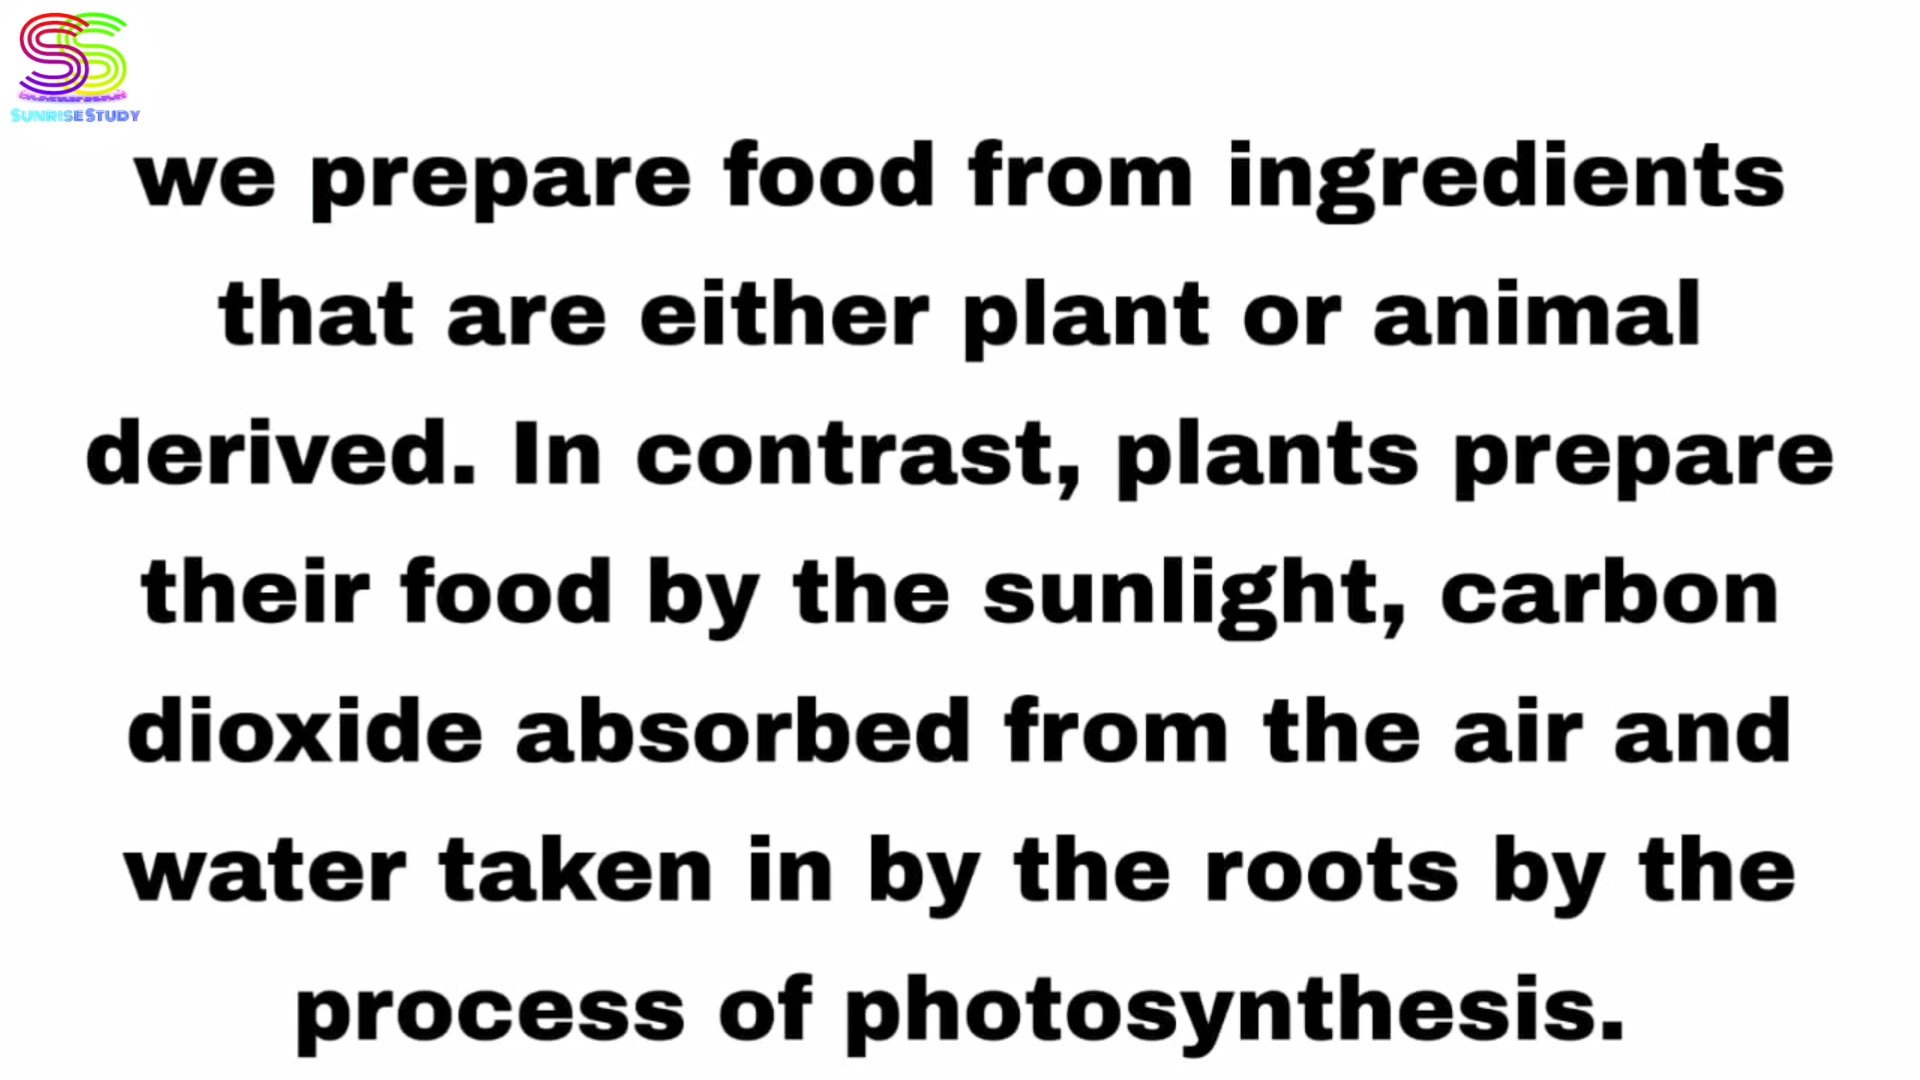 SS
SUNRISESTUDY
we prepare food from ingredients
that are either plant or animal
derived. In contrast, plants prepare
their food by the sunlight, carbon
dioxide absorbed from the air and
water taken in by the roots by the
process of photosynthesis.